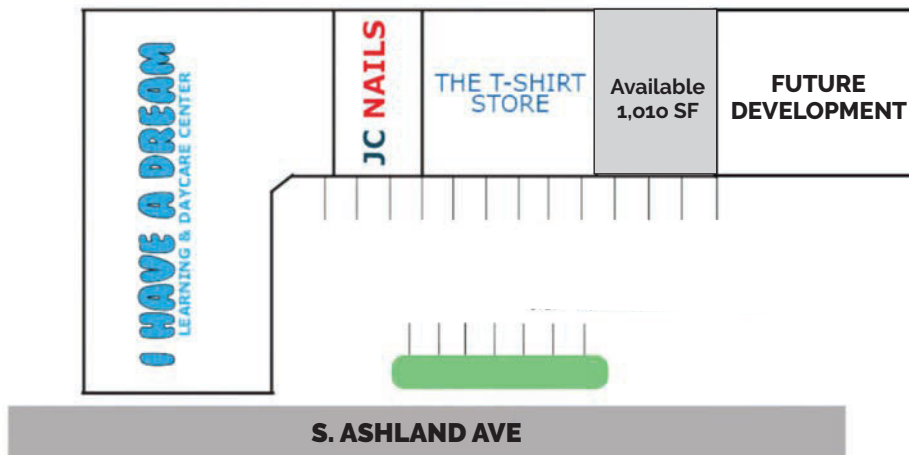 I HAVE A DREAM
LEARNING & DAYCARE CENTER
JC NAILS
THE T-SHIRT
STORE
Available
1,010 SF
FUTURE
DEVELOPMENT
S. ASHLAND AVE